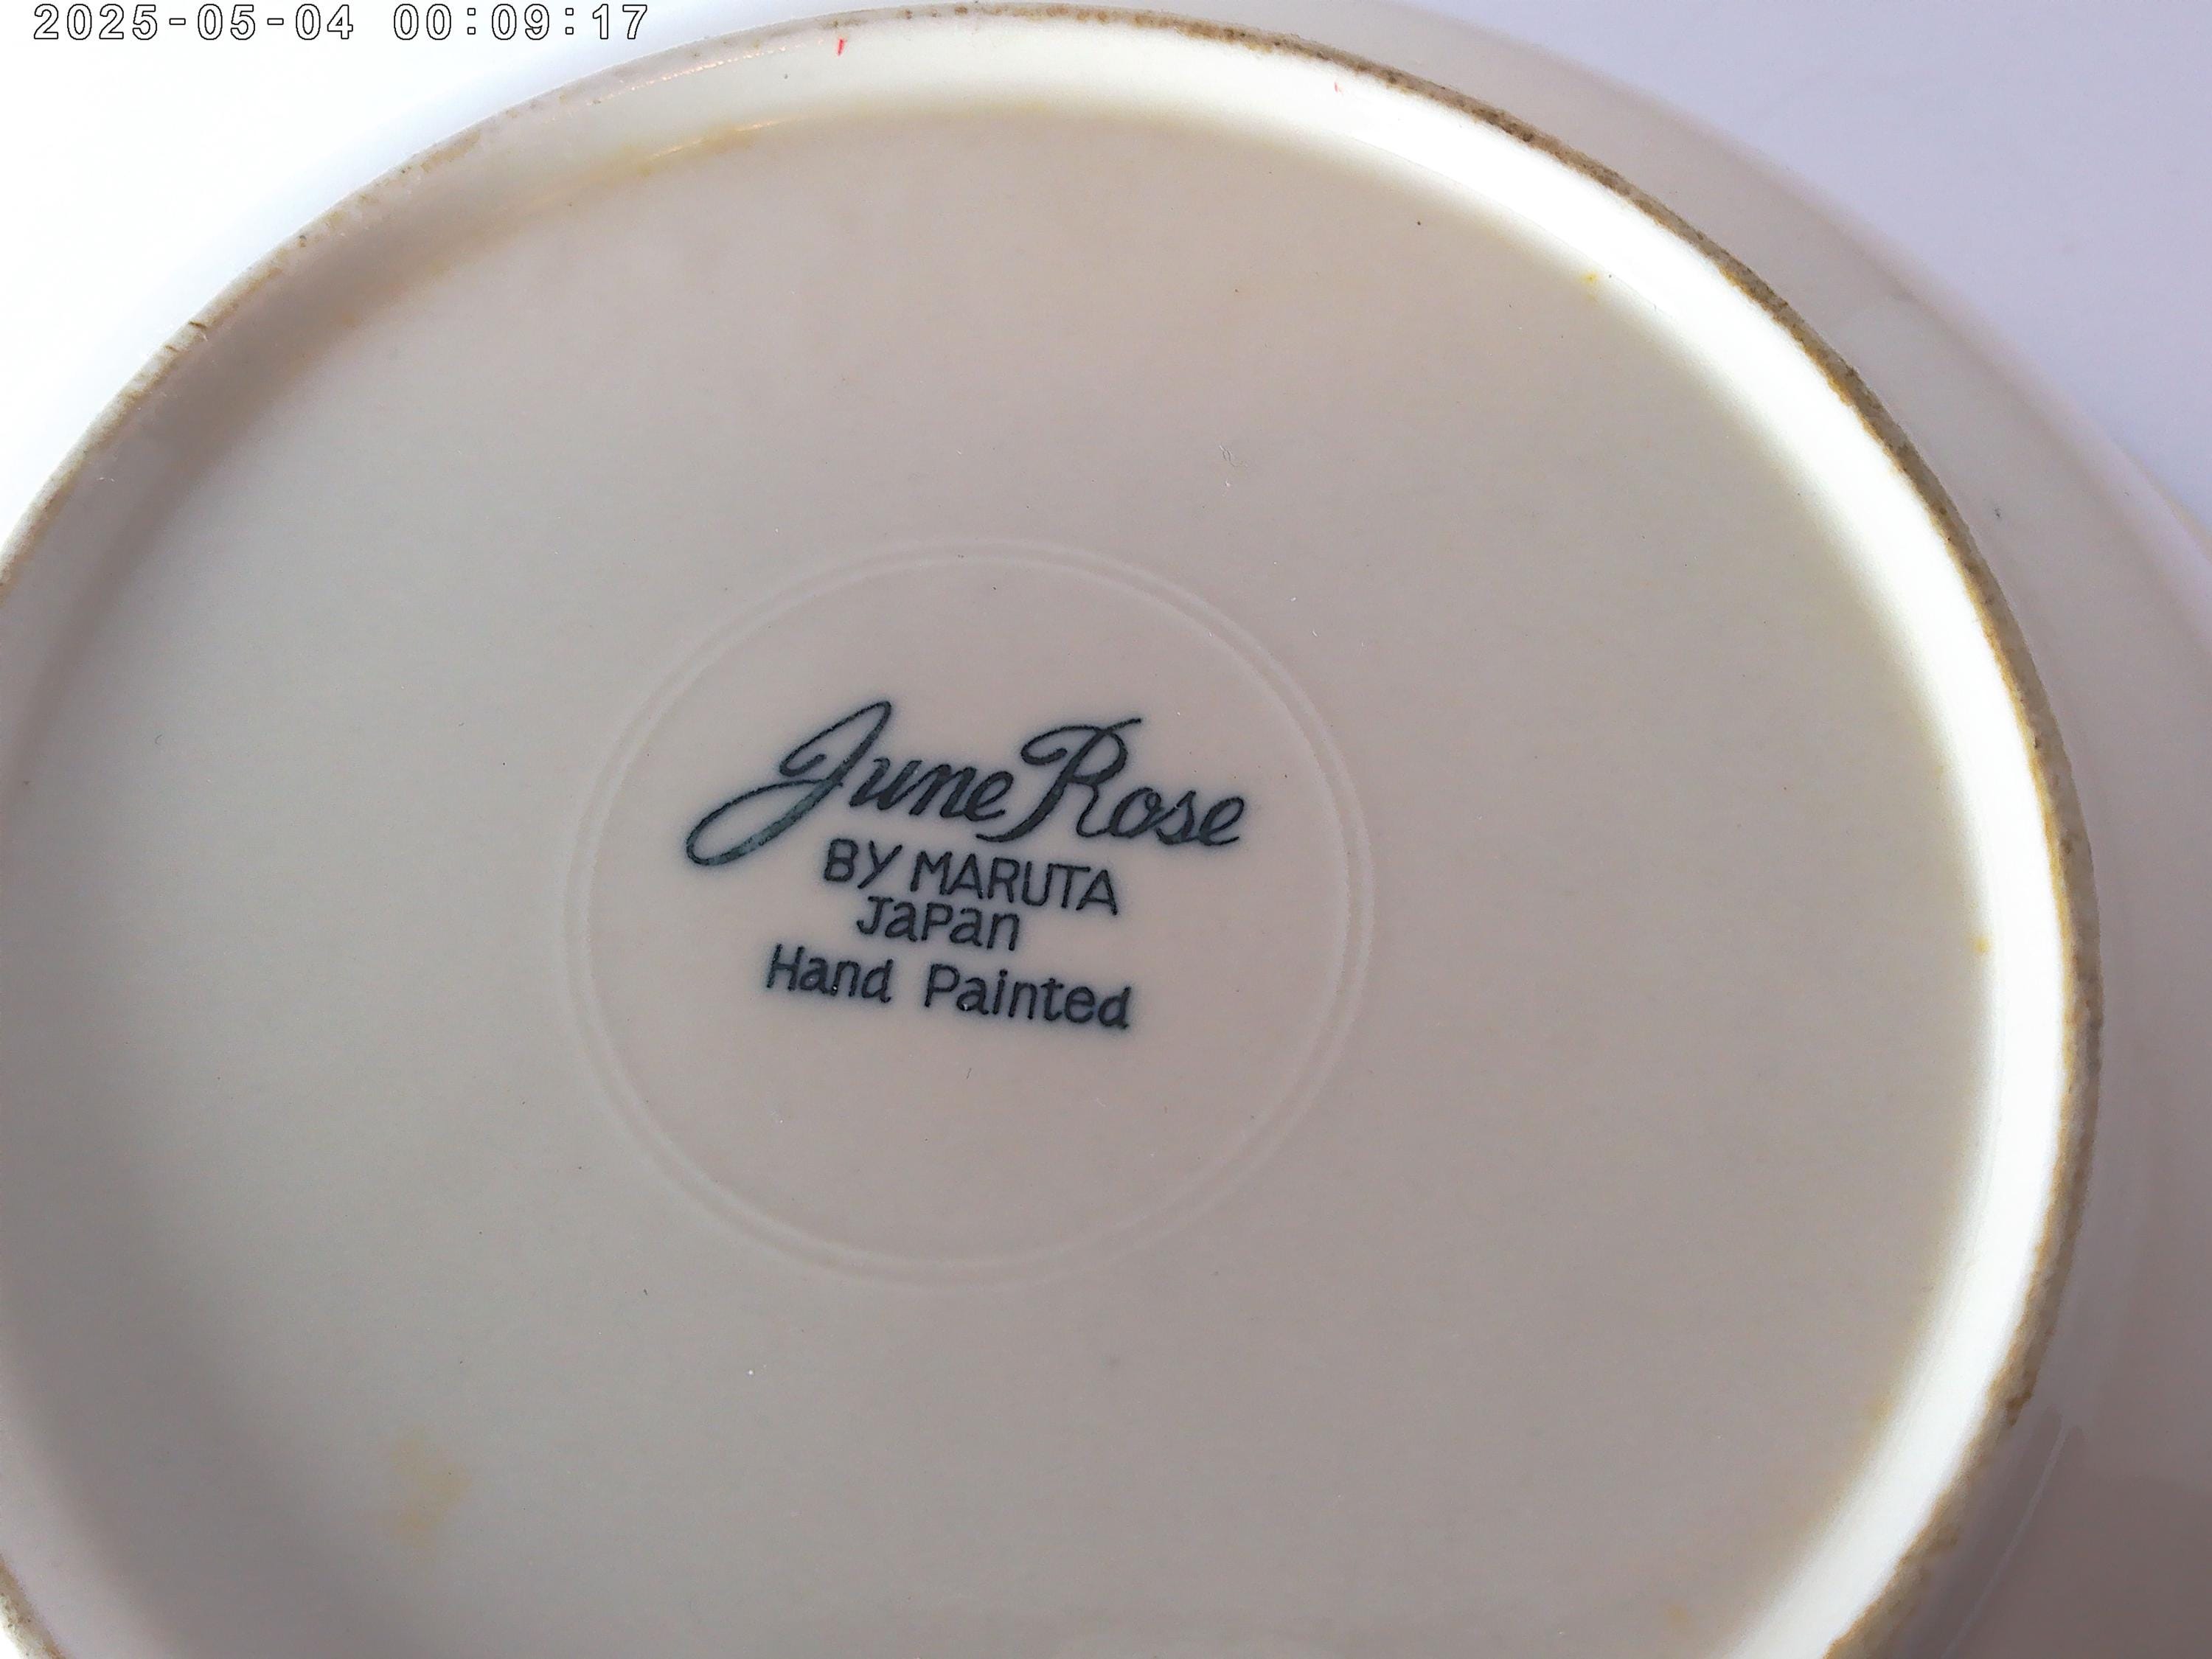 2025-05-04 00:09:17
June Rose
BY MARUTA
JaPan
Hand Painted